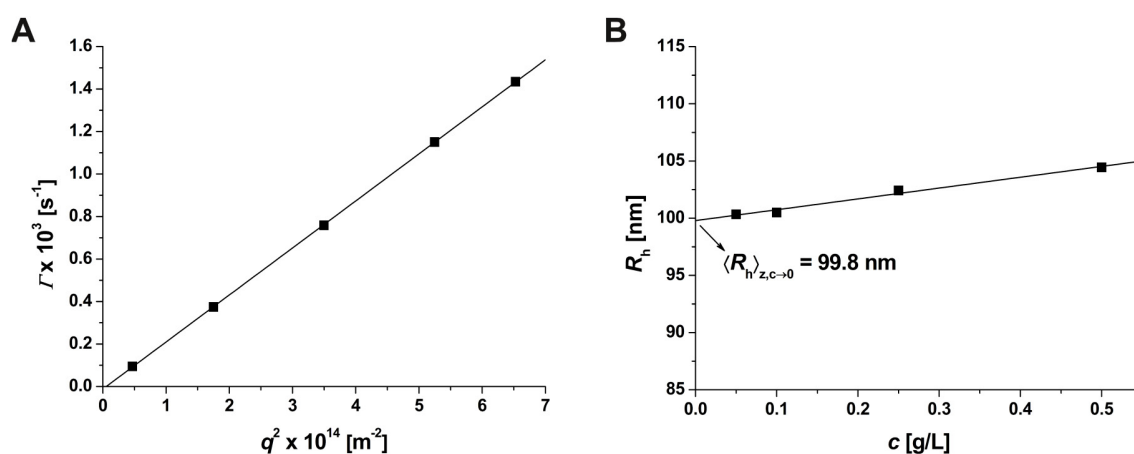 A
1.6
1.4
1.2
1.0
0.8
0.6
0.4
0.2
0.0
Γ x 10³ [s⁻¹]
0 1 2 3 4 5 6 7
q² x 10¹⁴ [m⁻²]
B
115
110
105
100
95
90
85
Rₕ [nm]
⟨Rₕ⟩z,c→0 = 99.8 nm
0.0 0.1 0.2 0.3 0.4 0.5
c [g/L]